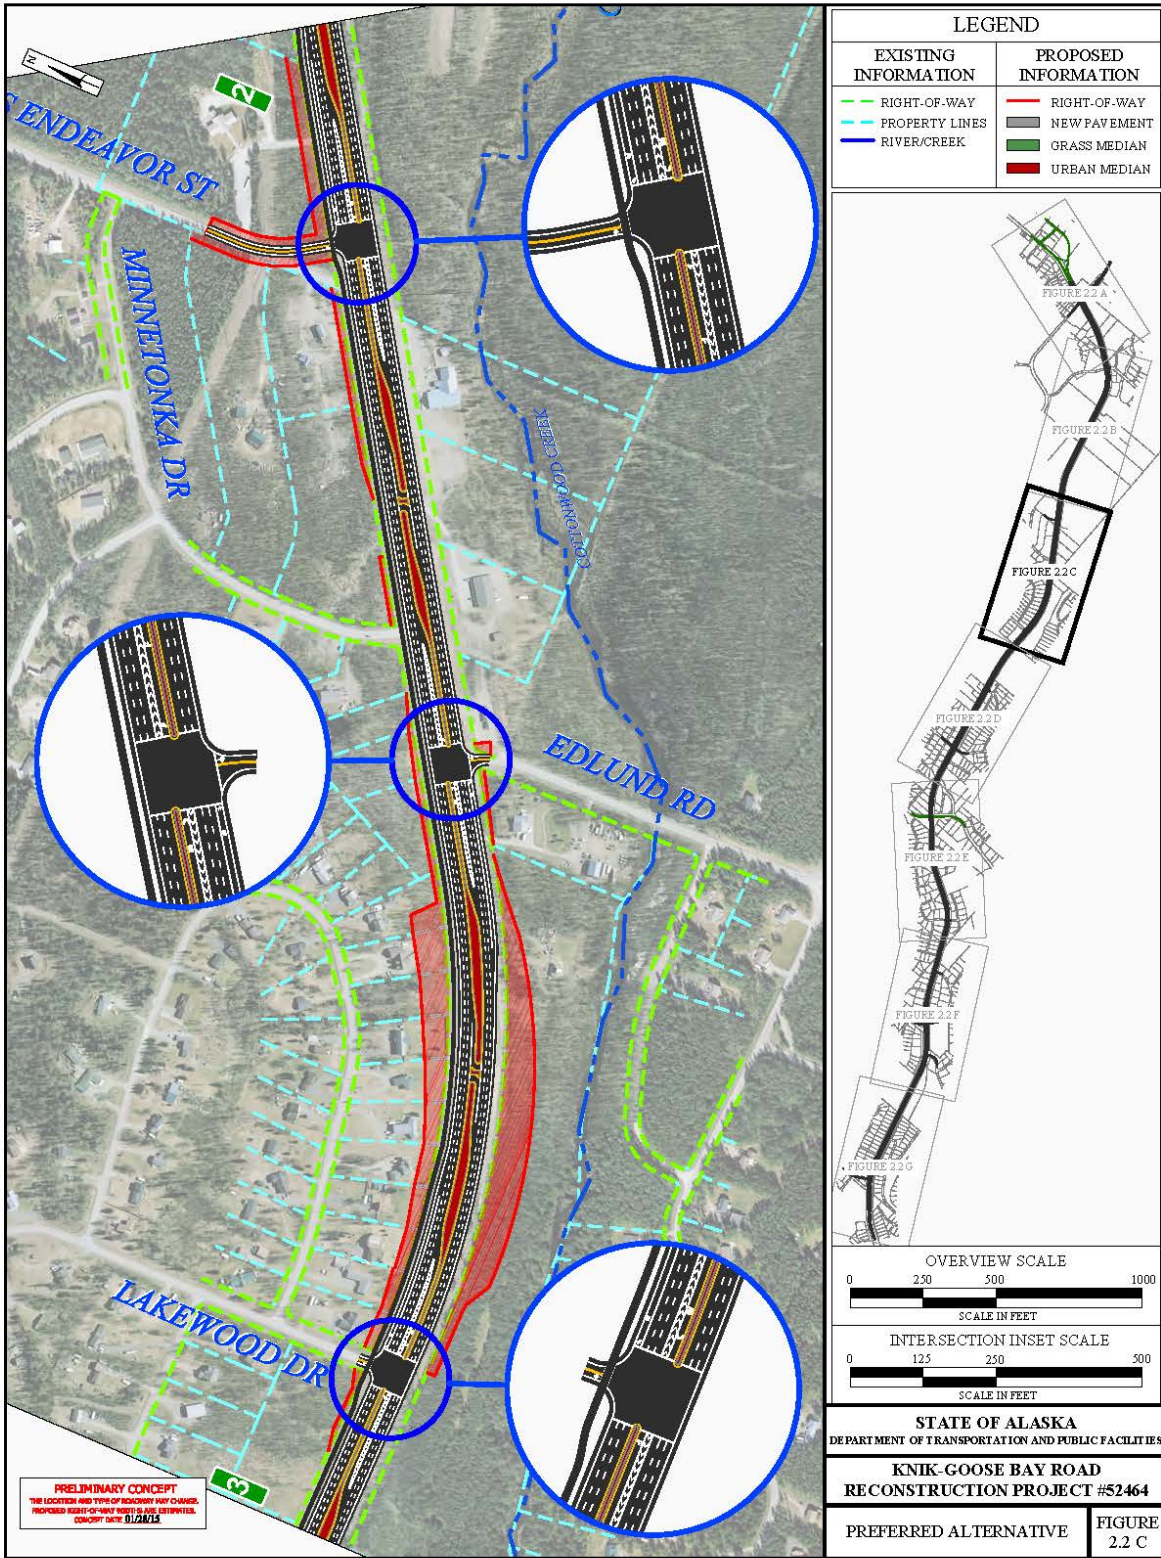 N
2
S ENDEAVOR ST
MINNETONKA DR
COTTONWOOD CREEK
EDLUND RD
LAKEWOOD DR
3
PRELIMINARY CONCEPT
THE LOCATION AND TYPE OF ROADWAY MAY CHANGE.
PROPOSED RIGHT-OF-WAY WIDTHS ARE ESTIMATES.
CONCEPT DATE 01/28/15
LEGEND
EXISTING
INFORMATION
RIGHT-OF-WAY
PROPERTY LINES
RIVER/CREEK
PROPOSED
INFORMATION
RIGHT-OF-WAY
NEW PAVEMENT
GRASS MEDIAN
URBAN MEDIAN
FIGURE 2.2 A
FIGURE 2.2 B
FIGURE 2.2 C
FIGURE 2.2 D
FIGURE 2.2 E
FIGURE 2.2 F
FIGURE 2.2 G
OVERVIEW SCALE
0 250 500 1000
SCALE IN FEET
INTERSECTION INSET SCALE
0 125 250 500
SCALE IN FEET
STATE OF ALASKA
DEPARTMENT OF TRANSPORTATION AND PUBLIC FACILITIES
KNIK-GOOSE BAY ROAD
RECONSTRUCTION PROJECT #52464
PREFERRED ALTERNATIVE
FIGURE
2.2 C